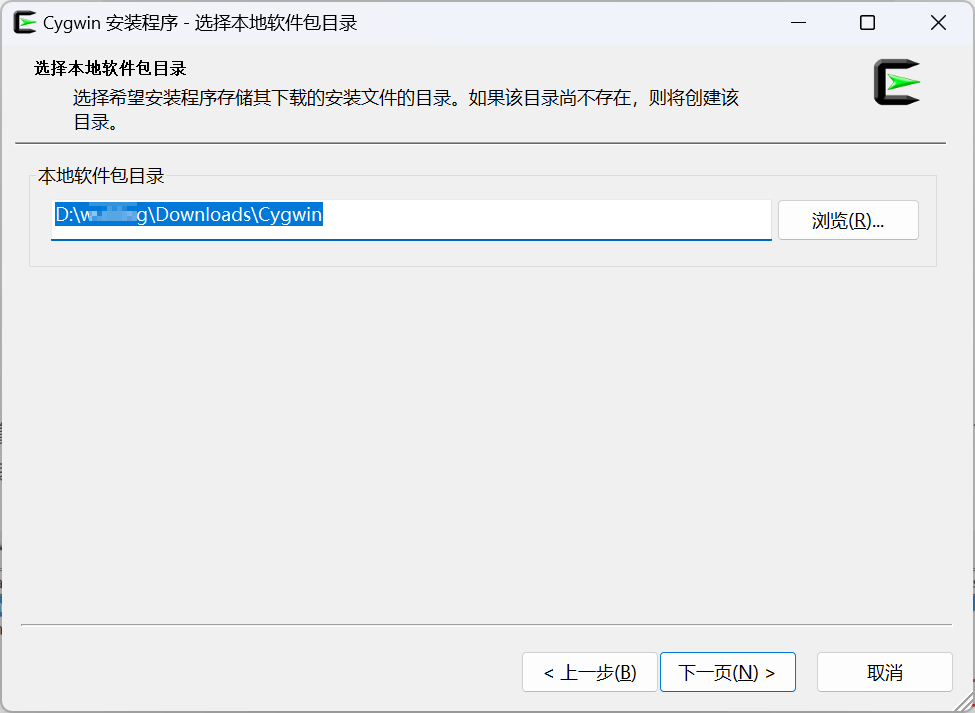 Cygwin 安装程序 - 选择本地软件包目录
选择本地软件包目录
选择希望安装程序存储其下载的安装文件的目录。如果该目录尚不存在，则将创建该
目录。
本地软件包目录
D:\w g\Downloads\Cygwin
浏览(R)...
< 上一步(B)
下一页(N) >
取消